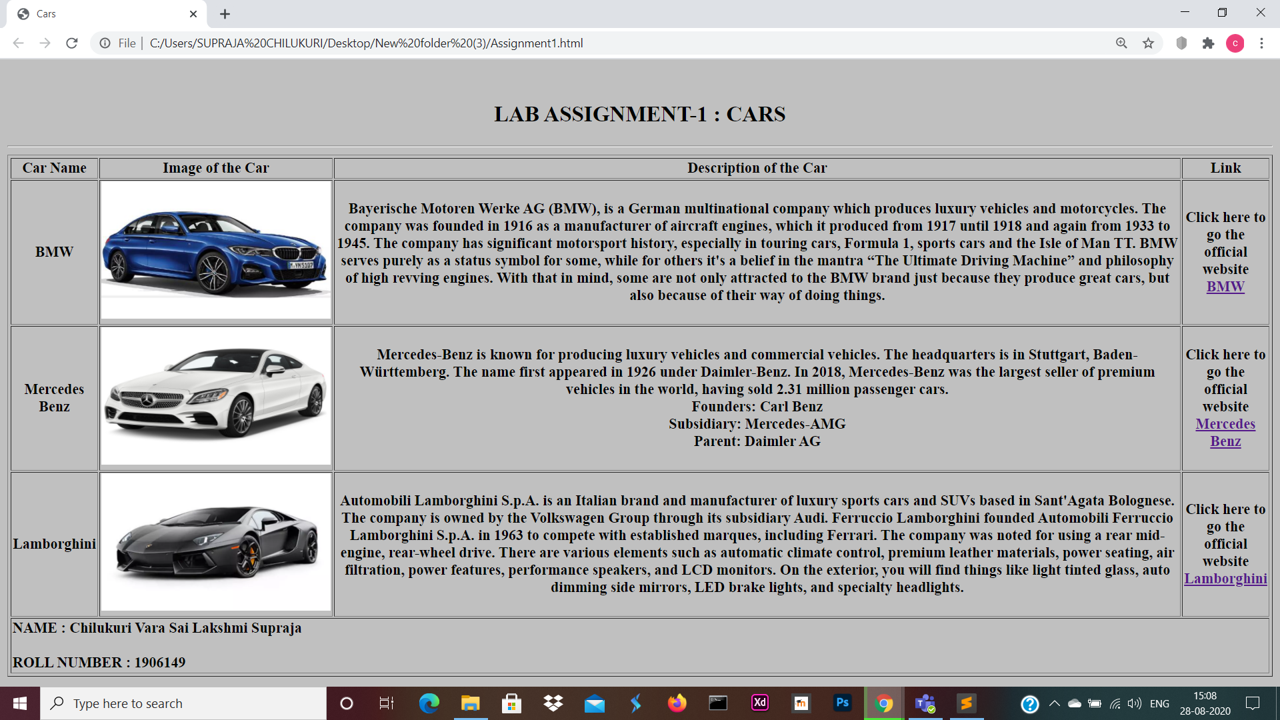 Cars
File
C:/Users/SUPRAJA%20CHILUKURI/Desktop/New%20folder%20(3)/Assignment1.html
c
LAB ASSIGNMENT-1 : CARS
Car Name
Image of the Car
Description of the Car
Link
BMW
Bayerische Motoren Werke AG (BMW), is a German multinational company which produces luxury vehicles and motorcycles. The
company was founded in 1916 as a manufacturer of aircraft engines, which it produced from 1917 until 1918 and again from 1933 to
1945. The company has significant motorsport history, especially in touring cars, Formula 1, sports cars and the Isle of Man TT. BMW
serves purely as a status symbol for some, while for others it's a belief in the mantra “The Ultimate Driving Machine” and philosophy
of high revving engines. With that in mind, some are not only attracted to the BMW brand just because they produce great cars, but
also because of their way of doing things.
Click here to
go the
official
website
BMW
Mercedes
Benz
Mercedes-Benz is known for producing luxury vehicles and commercial vehicles. The headquarters is in Stuttgart, Baden-
Württemberg. The name first appeared in 1926 under Daimler-Benz. In 2018, Mercedes-Benz was the largest seller of premium
vehicles in the world, having sold 2.31 million passenger cars.
Founders: Carl Benz
Subsidiary: Mercedes-AMG
Parent: Daimler AG
Click here to
go the
official
website
Mercedes
Benz
Lamborghini
Automobili Lamborghini S.p.A. is an Italian brand and manufacturer of luxury sports cars and SUVs based in Sant'Agata Bolognese.
The company is owned by the Volkswagen Group through its subsidiary Audi. Ferruccio Lamborghini founded Automobili Ferruccio
Lamborghini S.p.A. in 1963 to compete with established marques, including Ferrari. The company was noted for using a rear mid-
engine, rear-wheel drive. There are various elements such as automatic climate control, premium leather materials, power seating, air
filtration, power features, performance speakers, and LCD monitors. On the exterior, you will find things like light tinted glass, auto
dimming side mirrors, LED brake lights, and specialty headlights.
Click here to
go the
official
website
Lamborghini
NAME : Chilukuri Vara Sai Lakshmi Supraja
ROLL NUMBER : 1906149
Type here to search
Xd
Ps
ENG
15:08
28-08-2020